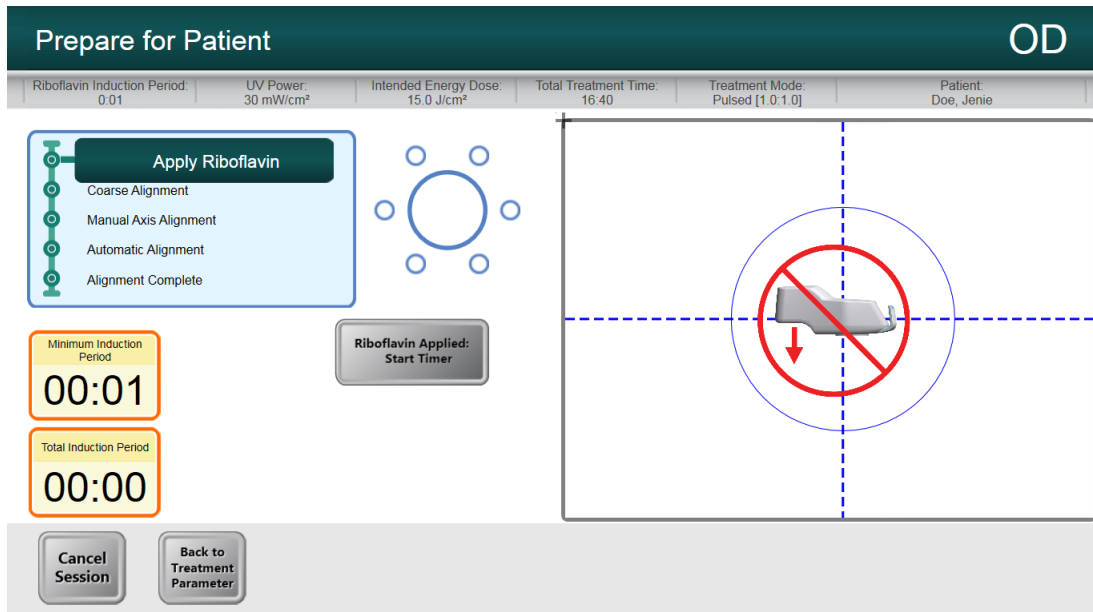 Prepare for Patient
OD
Riboflavin Induction Period:
0:01
UV Power:
30 mW/cm²
Intended Energy Dose:
15.0 J/cm²
Total Treatment Time:
16:40
Treatment Mode:
Pulsed [1.0:1.0]
Patient:
Doe, Jenie
Apply Riboflavin
Coarse Alignment
Manual Axis Alignment
Automatic Alignment
Alignment Complete
Minimum Induction
Period
00:01
Riboflavin Applied:
Start Timer
Total Induction Period
00:00
Cancel
Session
Back to
Treatment
Parameter